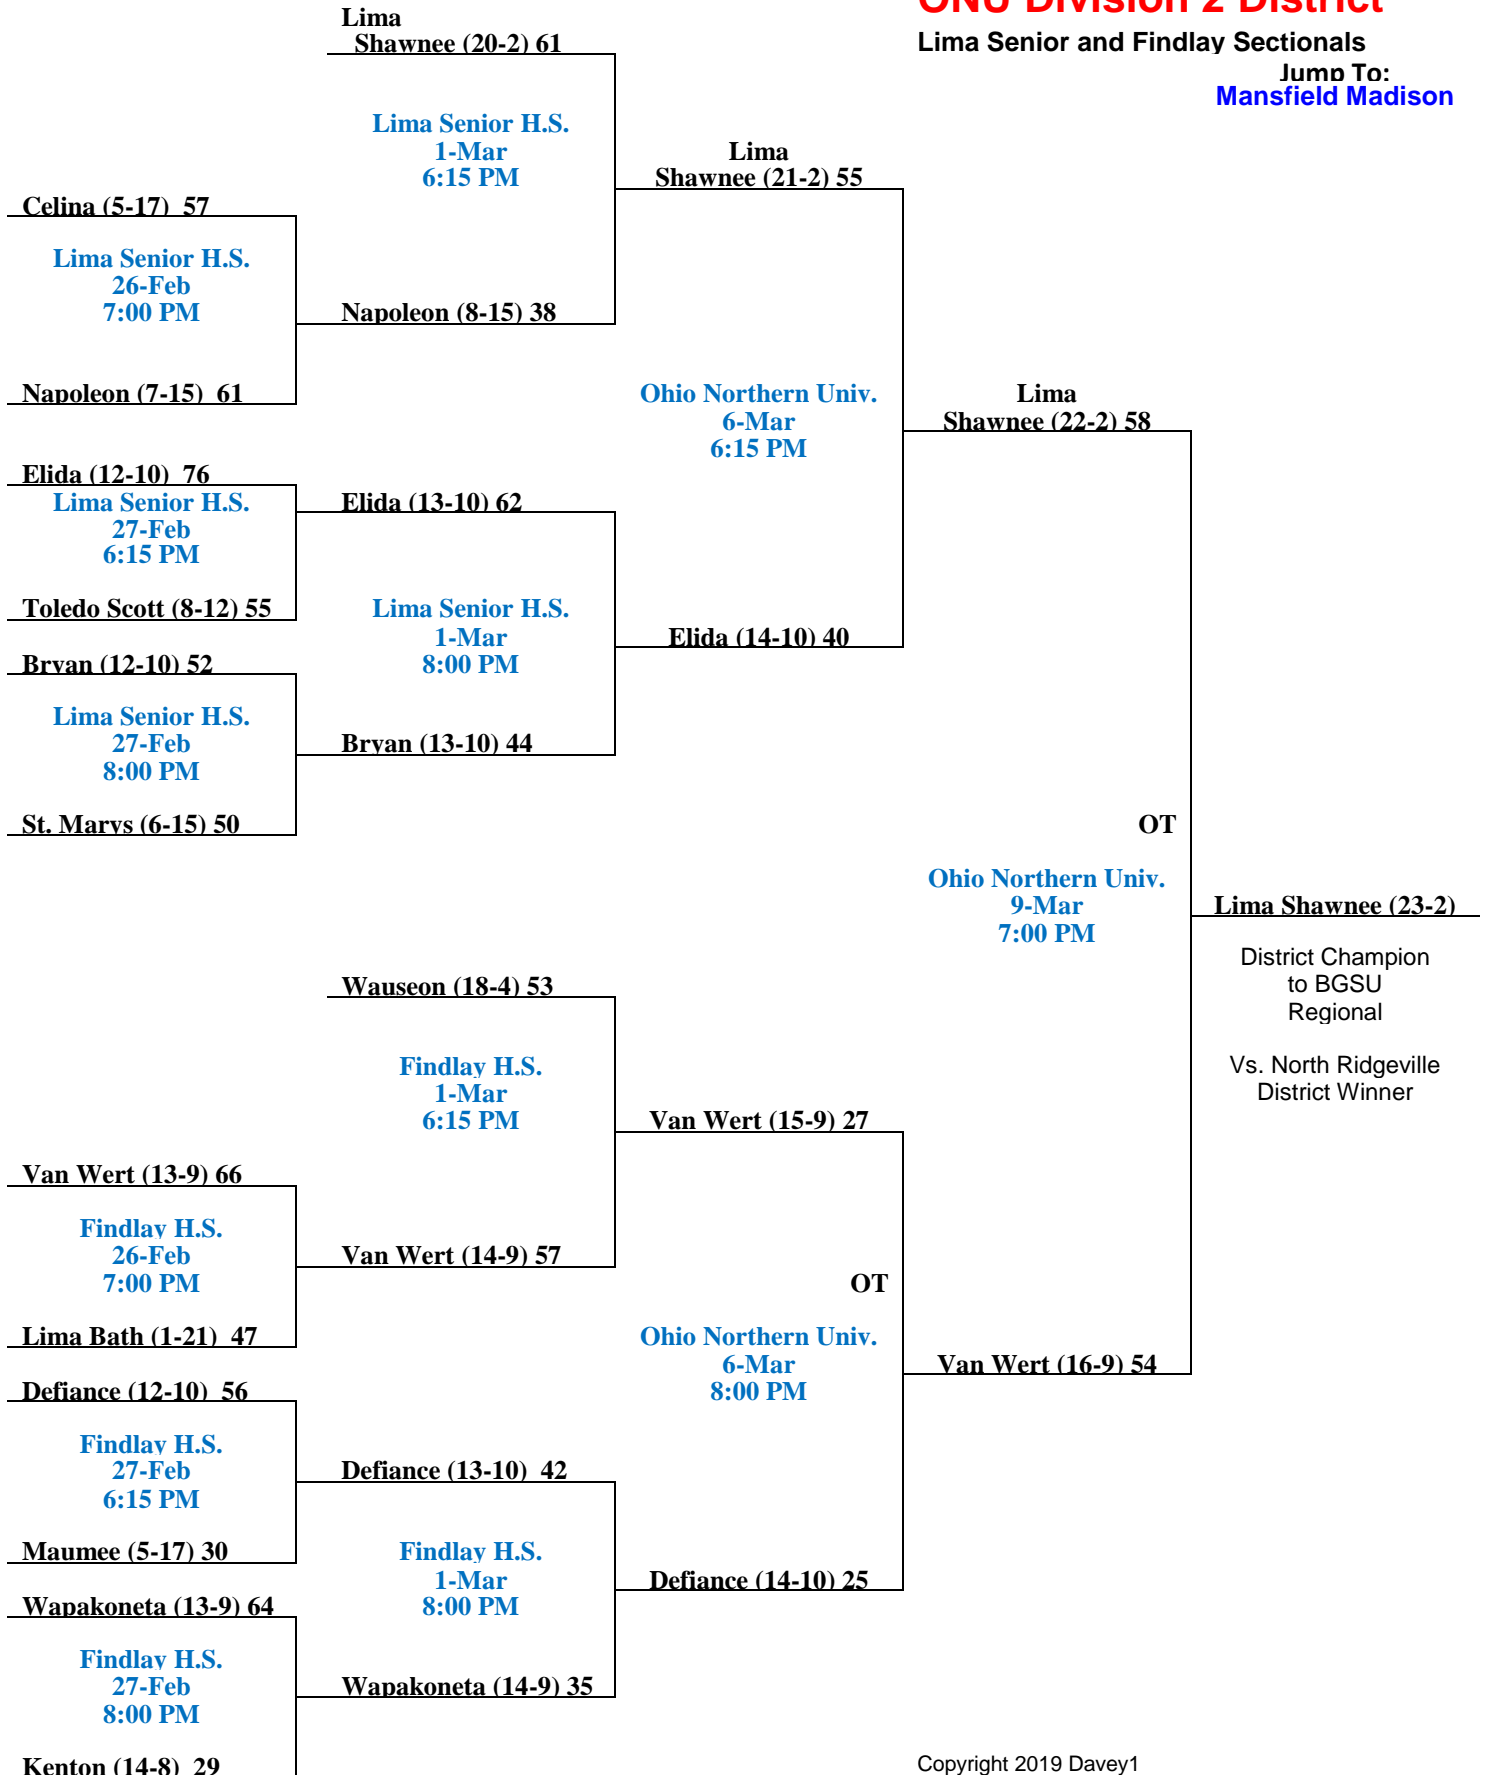 ONU Division 2 District
Lima Senior and Findlay Sectionals
Jump To:
Mansfield Madison
Lima
Shawnee (20-2) 61
Lima Senior H.S.
1-Mar
6:15 PM
Lima
Shawnee (21-2) 55
Celina (5-17)  57
Lima Senior H.S.
26-Feb
7:00 PM
Napoleon (8-15) 38
Napoleon (7-15)  61
Ohio Northern Univ.
6-Mar
6:15 PM
Lima
Shawnee (22-2) 58
Elida (12-10)  76
Lima Senior H.S.
27-Feb
6:15 PM
Elida (13-10) 62
Toledo Scott (8-12) 55
Lima Senior H.S.
1-Mar
8:00 PM
Elida (14-10) 40
Bryan (12-10) 52
Lima Senior H.S.
27-Feb
8:00 PM
Bryan (13-10) 44
St. Marys (6-15) 50
OT
Ohio Northern Univ.
9-Mar
7:00 PM
Lima Shawnee (23-2)
District Champion
to BGSU
Regional
Vs. North Ridgeville
District Winner
Wauseon (18-4) 53
Findlay H.S.
1-Mar
6:15 PM
Van Wert (15-9) 27
Van Wert (13-9) 66
Findlay H.S.
26-Feb
7:00 PM
Van Wert (14-9) 57
OT
Lima Bath (1-21)  47
Ohio Northern Univ.
6-Mar
8:00 PM
Van Wert (16-9) 54
Defiance (12-10)  56
Findlay H.S.
27-Feb
6:15 PM
Defiance (13-10)  42
Maumee (5-17) 30
Findlay H.S.
1-Mar
8:00 PM
Defiance (14-10) 25
Wapakoneta (13-9) 64
Findlay H.S.
27-Feb
8:00 PM
Wapakoneta (14-9) 35
Kenton (14-8)  29
Copyright 2019 Davey1